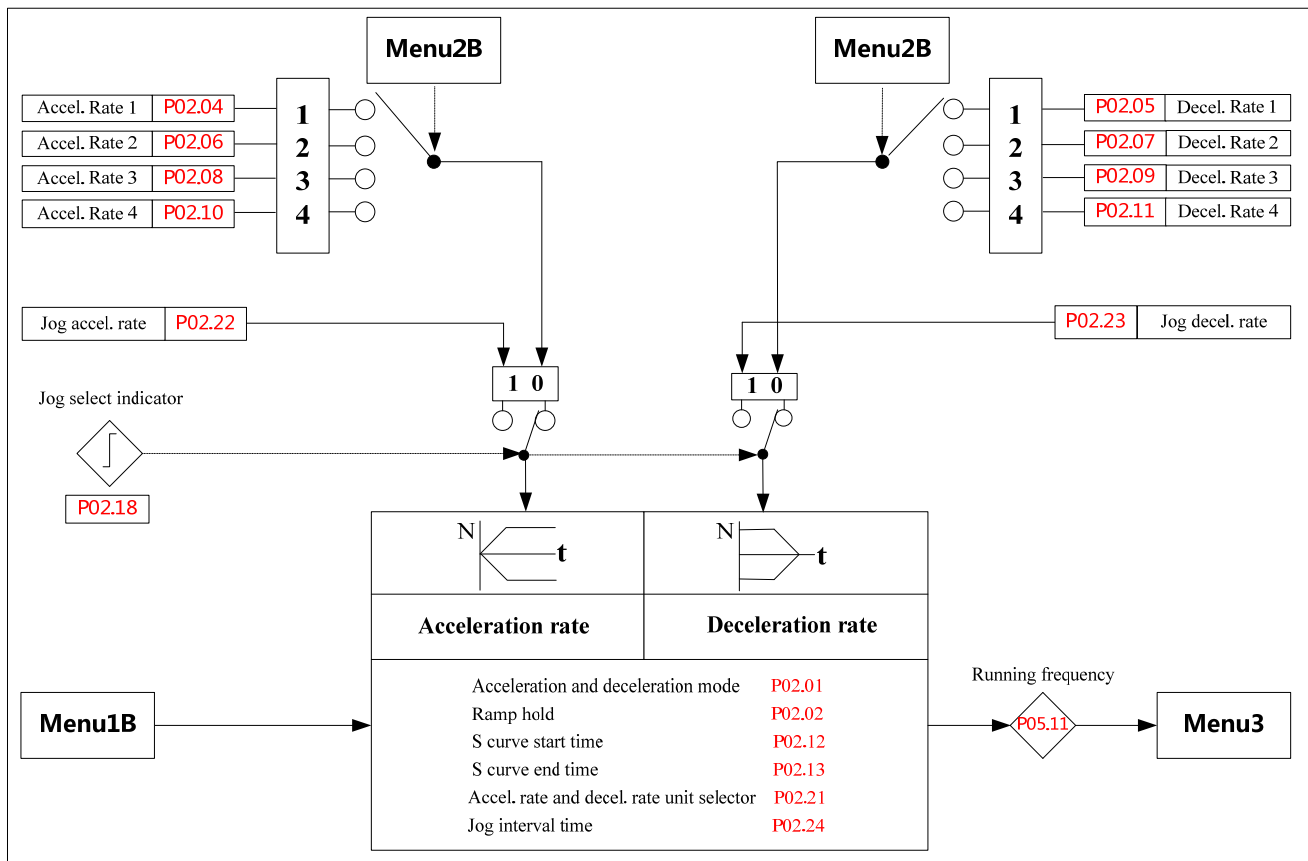 Menu2B
Menu2B
Accel. Rate 1 P02.04
Accel. Rate 2 P02.06
Accel. Rate 3 P02.08
Accel. Rate 4 P02.10
1
2
3
4
1
2
3
4
P02.05 Decel. Rate 1
P02.07 Decel. Rate 2
P02.09 Decel. Rate 3
P02.11 Decel. Rate 4
Jog accel. rate P02.22
P02.23 Jog decel. rate
1 0
1 0
Jog select indicator
P02.18
N
t
N
t
Acceleration rate
Deceleration rate
Menu1B
Acceleration and deceleration mode P02.01
Ramp hold P02.02
S curve start time P02.12
S curve end time P02.13
Accel. rate and decel. rate unit selector P02.21
Jog interval time P02.24
Running frequency
P05.11
Menu3